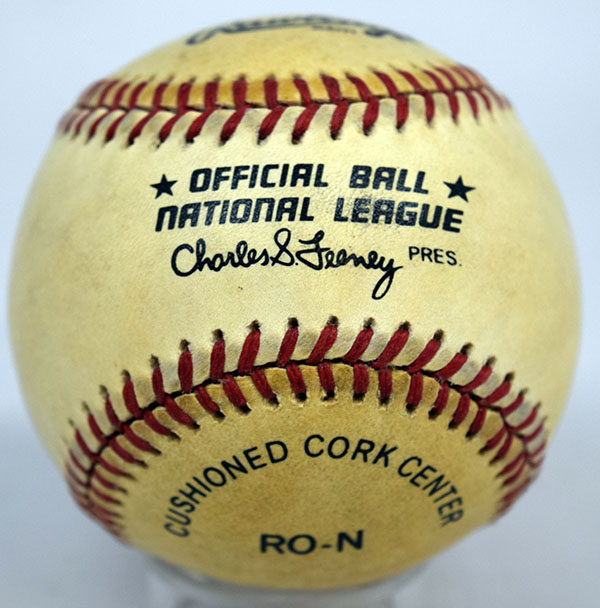 ★ OFFICIAL BALL ★
NATIONAL LEAGUE
Charles S. Feeney PRES.
CUSHIONED CORK CENTER
RO-N